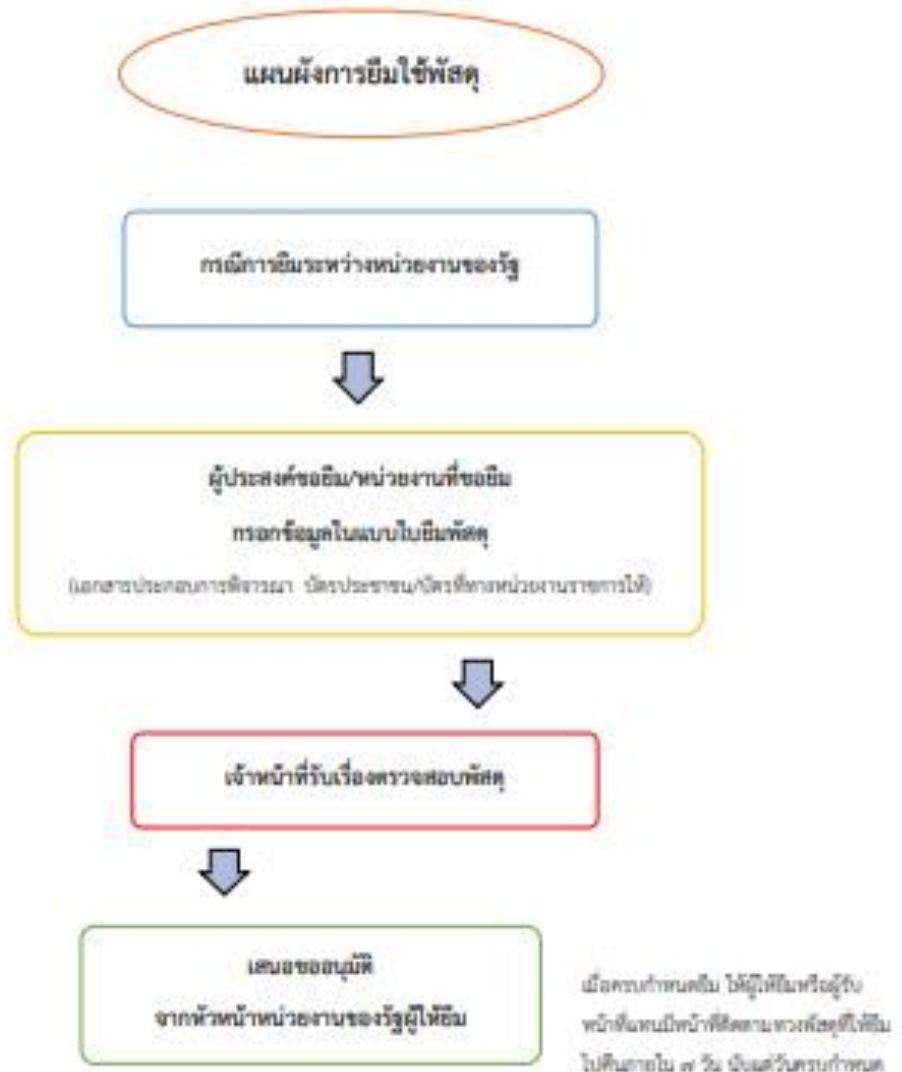 แผนผังการยืมใช้พัสดุ
กรณีการยืมระหว่างหน่วยงานของรัฐ
ผู้ประสงค์ขอยืม/หน่วยงานที่ขอยืม
กรอกข้อมูลในแบบใบยืมพัสดุ
(เอกสารประกอบการพิจารณา บัตรประชาชน/บัตรที่ทางหน่วยงานราชการให้)
เจ้าหน้าที่รับเรื่องตรวจสอบพัสดุ
เสนอขออนุมัติ
จากหัวหน้าหน่วยงานของรัฐผู้ให้ยืม
เมื่อครบกำหนดยืม ให้ผู้ให้ยืมหรือผู้รับ
หน้าที่แทนมีหน้าที่ติดตามทวงพัสดุที่ให้ยืม
ไปคืนภายใน ๗ วัน นับแต่วันครบกำหนด